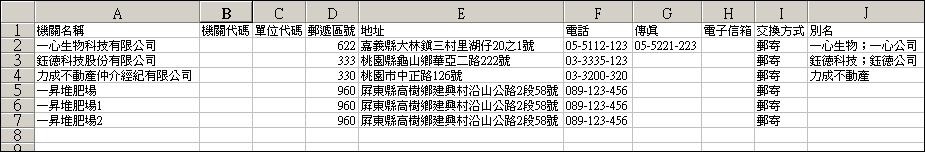 A B C D E F G H I J
1 機關名稱 機關代碼 單位代碼 郵遞區號 地址 電話 傳真 電子信箱 交換方式 別名
2 一心生物科技有限公司 622 嘉義縣大林鎮三村里湖仔20之1號 05-5112-123 05-5221-223 郵寄 一心生物；一心公司
3 鈺德科技股份有限公司 333 桃園縣龜山鄉華亞二路222號 03-3335-123 郵寄 鈺德科技；鈺德公司
4 力成不動產仲介經紀有限公司 330 桃園市中正路126號 03-3200-320 郵寄 力成不動產
5 一昇堆肥場 960 屏東縣高樹鄉建興村沿山公路2段58號 089-123-456 郵寄
6 一昇堆肥場1 960 屏東縣高樹鄉建興村沿山公路2段58號 089-123-456 郵寄
7 一昇堆肥場2 960 屏東縣高樹鄉建興村沿山公路2段58號 089-123-456 郵寄
8
9